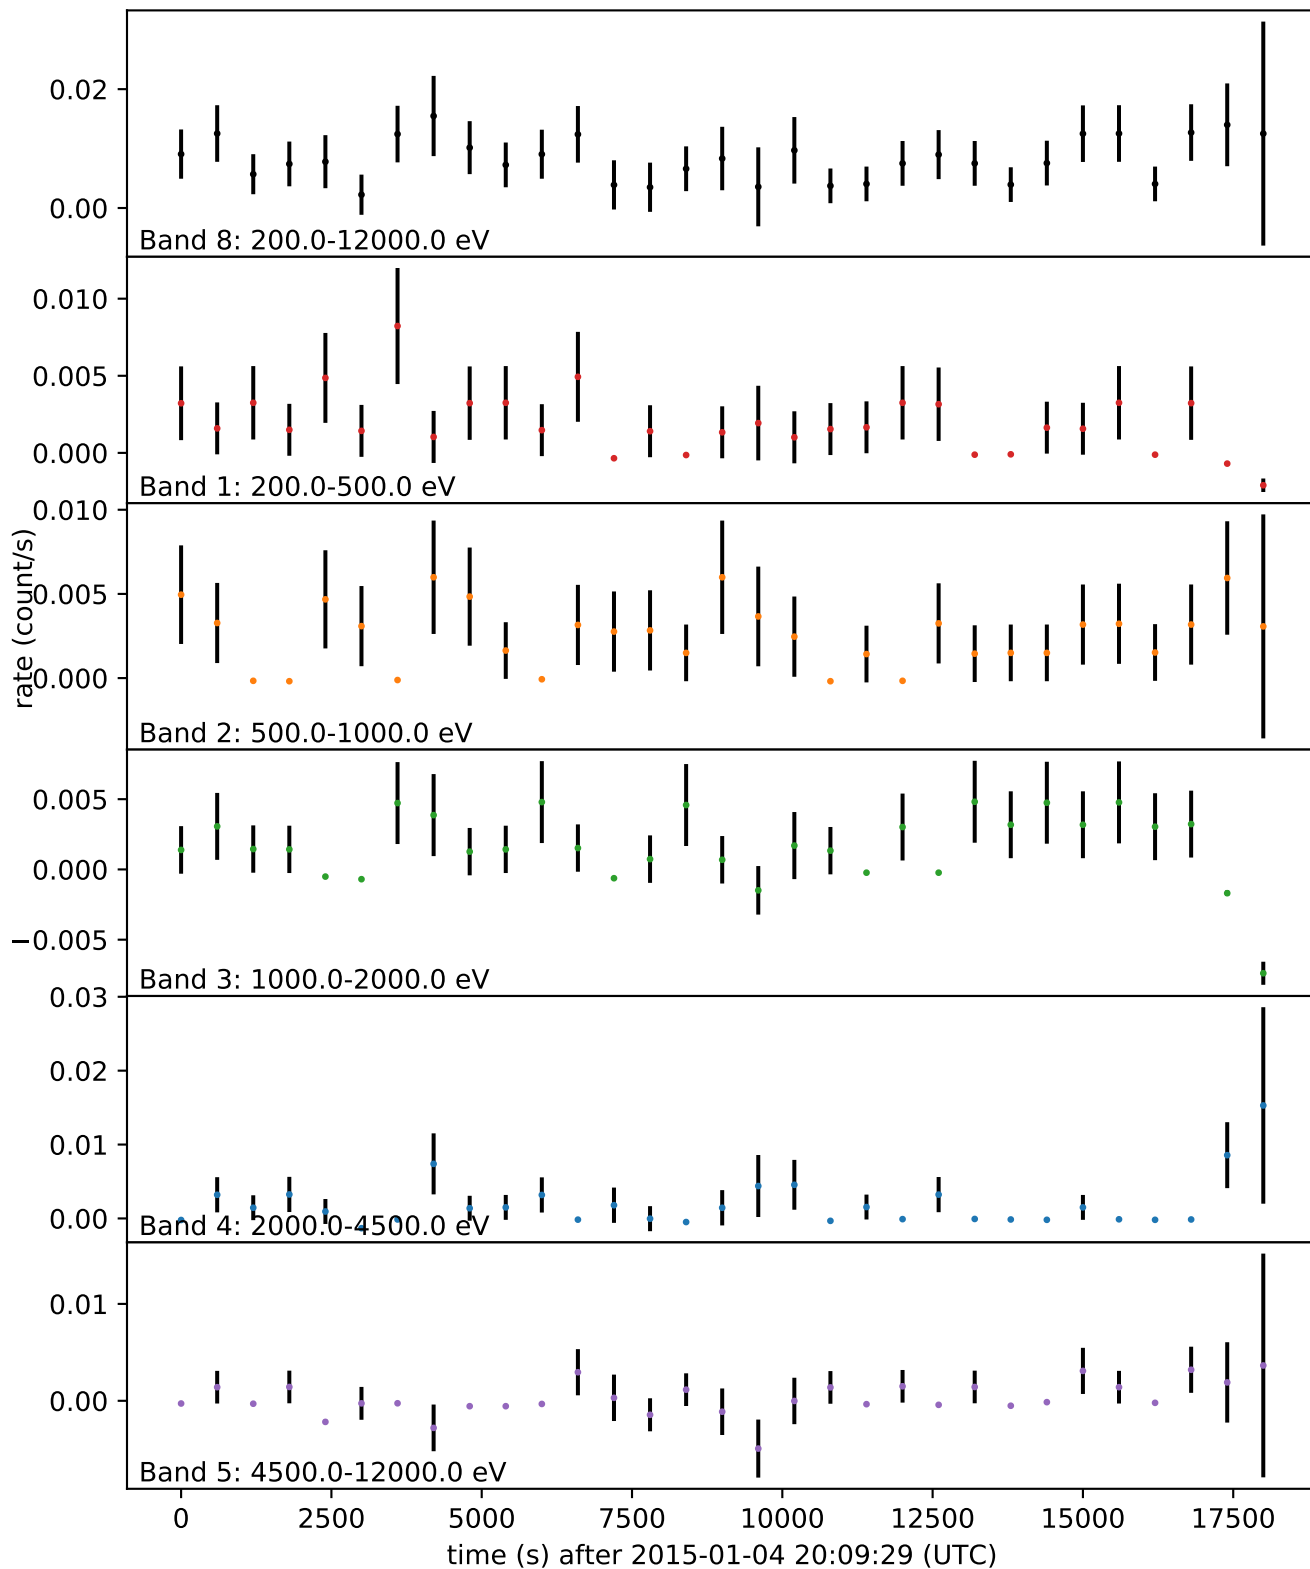 0.02
0.00
Band 8: 200.0-12000.0 eV
0.010
0.005
0.000
Band 1: 200.0-500.0 eV
rate (count/s)
0.010
0.005
0.000
Band 2: 500.0-1000.0 eV
0.005
0.000
−0.005
Band 3: 1000.0-2000.0 eV
0.03
0.02
0.01
0.00
Band 4: 2000.0-4500.0 eV
0.01
0.00
Band 5: 4500.0-12000.0 eV
0 2500 5000 7500 10000 12500 15000 17500
time (s) after 2015-01-04 20:09:29 (UTC)